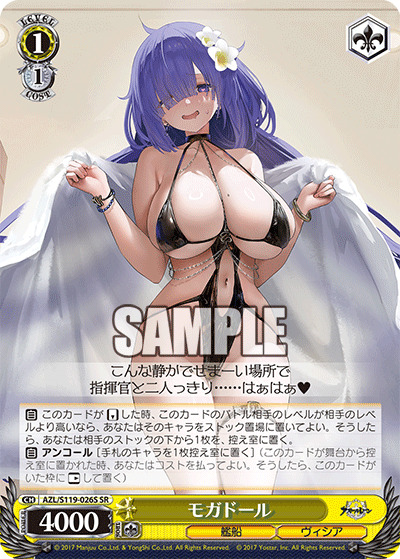 LEVEL
1
1
COST
SAMPLE
こんな静かでせまーい場所で
指揮官と二人っきり……はぁはぁ♥
このカードが した時、このカードのバトル相手のレベルが相手のレベ
ルより高いなら、あなたはそのキャラをストック置場に置いてよい。そうした
ら、あなたは相手のストックの下から1枚を、控え室に置く。
アンコール [手札のキャラを1枚控え室に置く] (このカードが舞台から控
え室に置かれた時、あなたはコストを払ってよい。そうしたら、このカードが
いた枠に して置く)
CH AZL/S119-026S SR
モガドール
アズールレーン
4000
艦船
ヴィシア
© 2017 Manjuu Co.,Ltd. & YongShi Co.,Ltd. All Rights Reserved. © 2017 Yostar, Inc. All Rights Reserved.